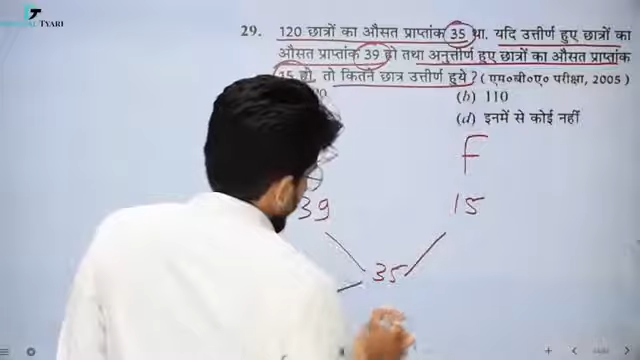 TYARI
29. 120 छात्रों का औसत प्राप्तांक 35 था. यदि उत्तीर्ण हुए छात्रों का
औसत प्राप्तांक 39 हो तथा अनुत्तीर्ण हुए छात्रों का औसत प्राप्तांक
15 हो, तो कितने छात्र उत्तीर्ण हुये ? ( एम०बी०ए० परीक्षा, 2005 )
(b) 110
(d) इनमें से कोई नहीं
F
39 15
35